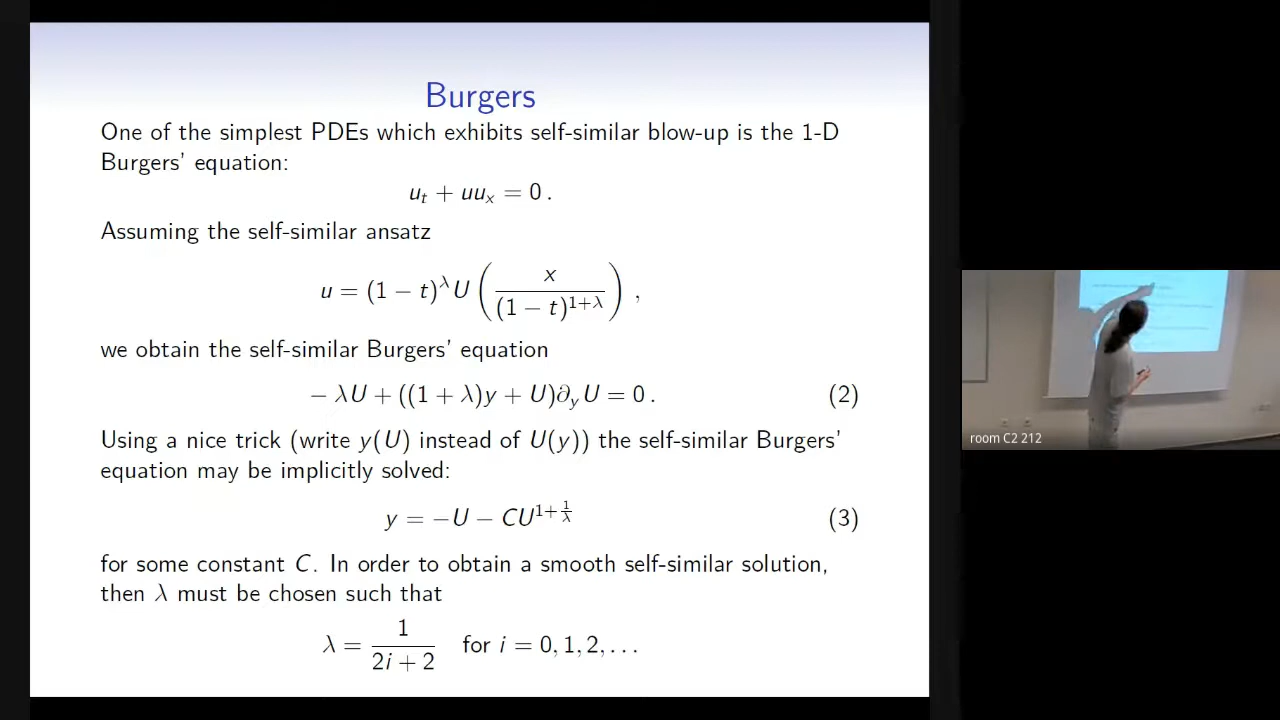 Burgers
One of the simplest PDEs which exhibits self-similar blow-up is the 1-D
Burgers' equation:
u_t + uu_x = 0 .
Assuming the self-similar ansatz
u = (1 − t)^λ U ( x / (1 − t)^{1+λ} ) ,
we obtain the self-similar Burgers' equation
− λU + ((1 + λ)y + U)∂_y U = 0 . (2)
Using a nice trick (write y(U) instead of U(y)) the self-similar Burgers'
equation may be implicitly solved:
y = −U − CU^{1+1/λ} (3)
for some constant C. In order to obtain a smooth self-similar solution,
then λ must be chosen such that
λ = 1 / (2i + 2) for i = 0, 1, 2, . . .
room C2 212